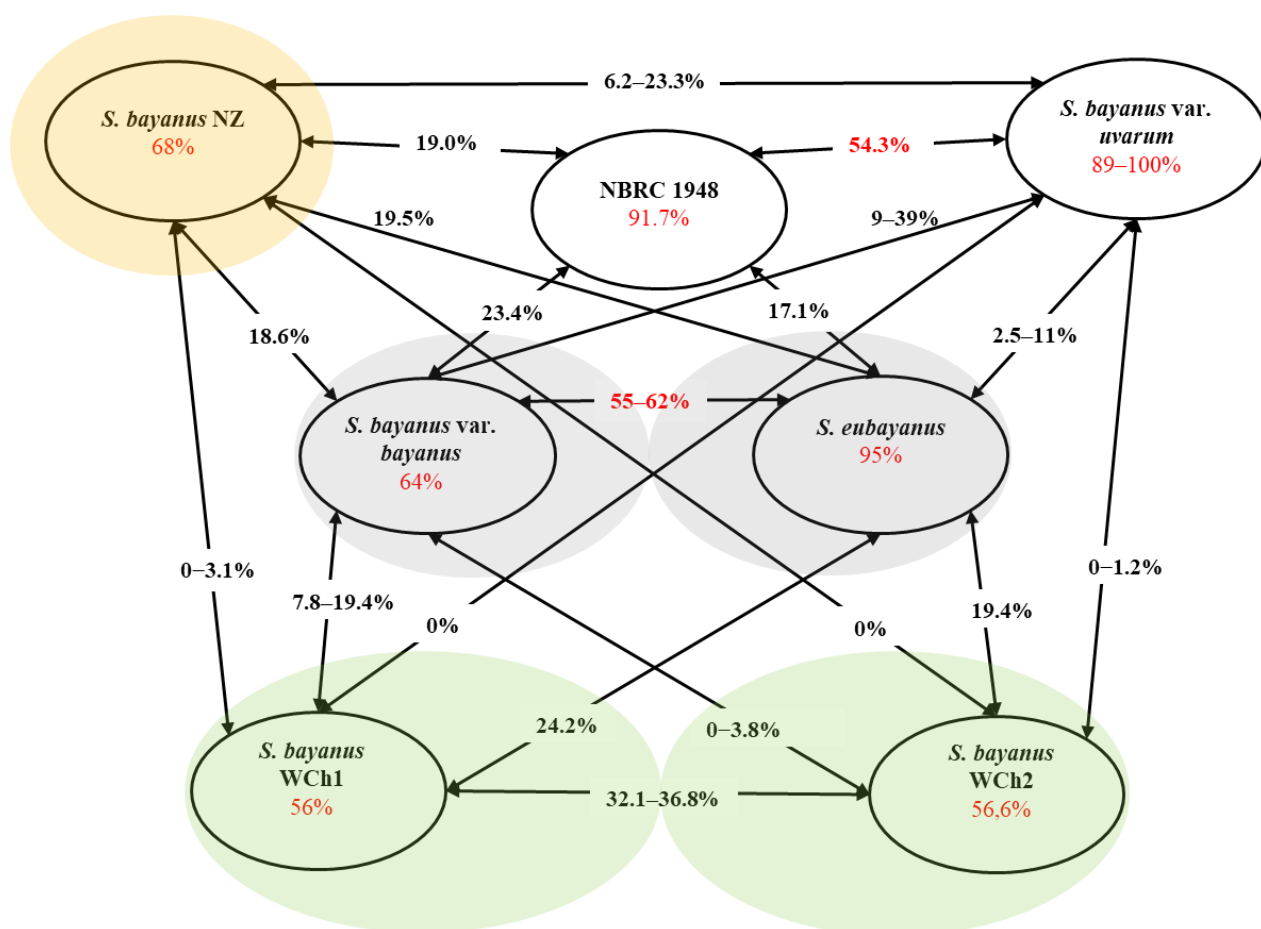 6.2–23.3%
S. bayanus NZ
68%
S. bayanus var.
uvarum
89–100%
19.0%
54.3%
NBRC 1948
91.7%
19.5%
9–39%
23.4%
17.1%
18.6%
2.5–11%
55–62%
S. bayanus var.
bayanus
64%
S. eubayanus
95%
0–3.1%
0–1.2%
7.8–19.4%
0%
0%
19.4%
24.2%
0–3.8%
S. bayanus
WCh1
56%
S. bayanus
WCh2
56,6%
32.1–36.8%